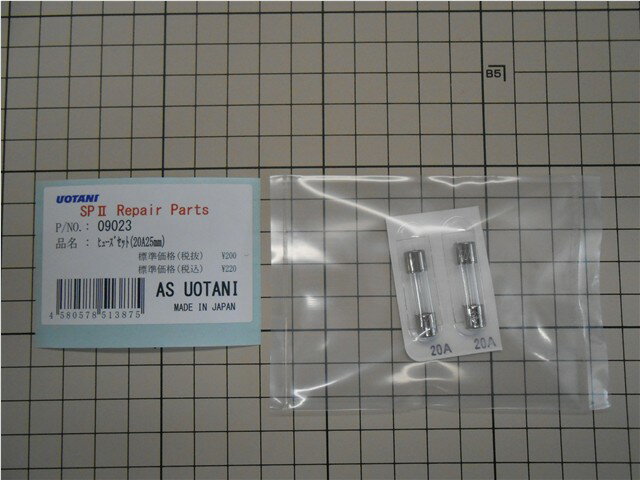 B5
UOTANI
SPⅡ Repair Parts
P/NO.: 09023
品名 : ﾋｭｰｽﾞｾｯﾄ(20A25mm)
標準価格(税抜) ¥200
標準価格(税込) ¥220
AS UOTANI
MADE IN JAPAN
4 580578 513875
20A
20A